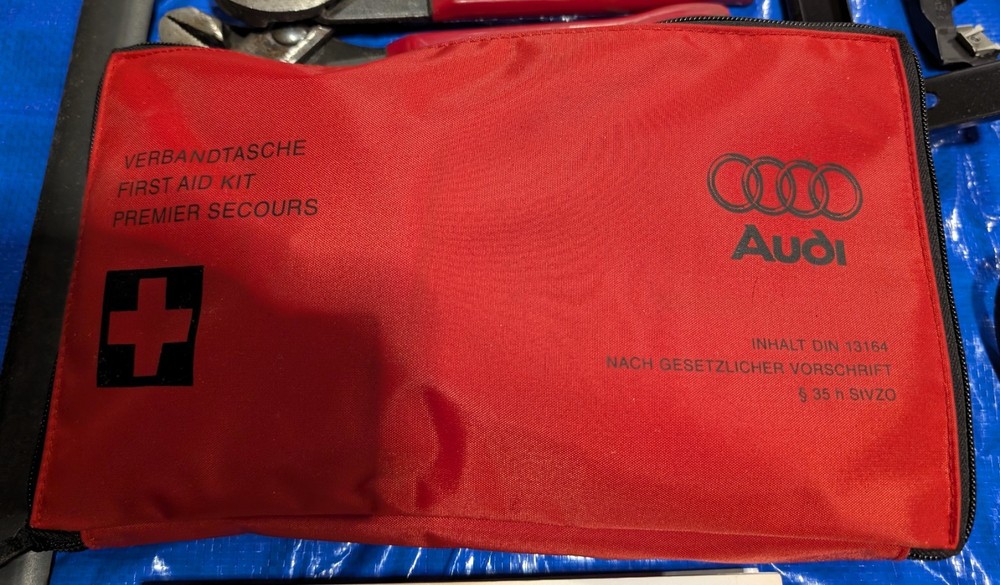 VERBANDTASCHE
FIRST AID KIT
PREMIER SECOURS
Audi
INHALT DIN 13164
NACH GESETZLICHER VORSCHRIFT
§ 35 h StVZO